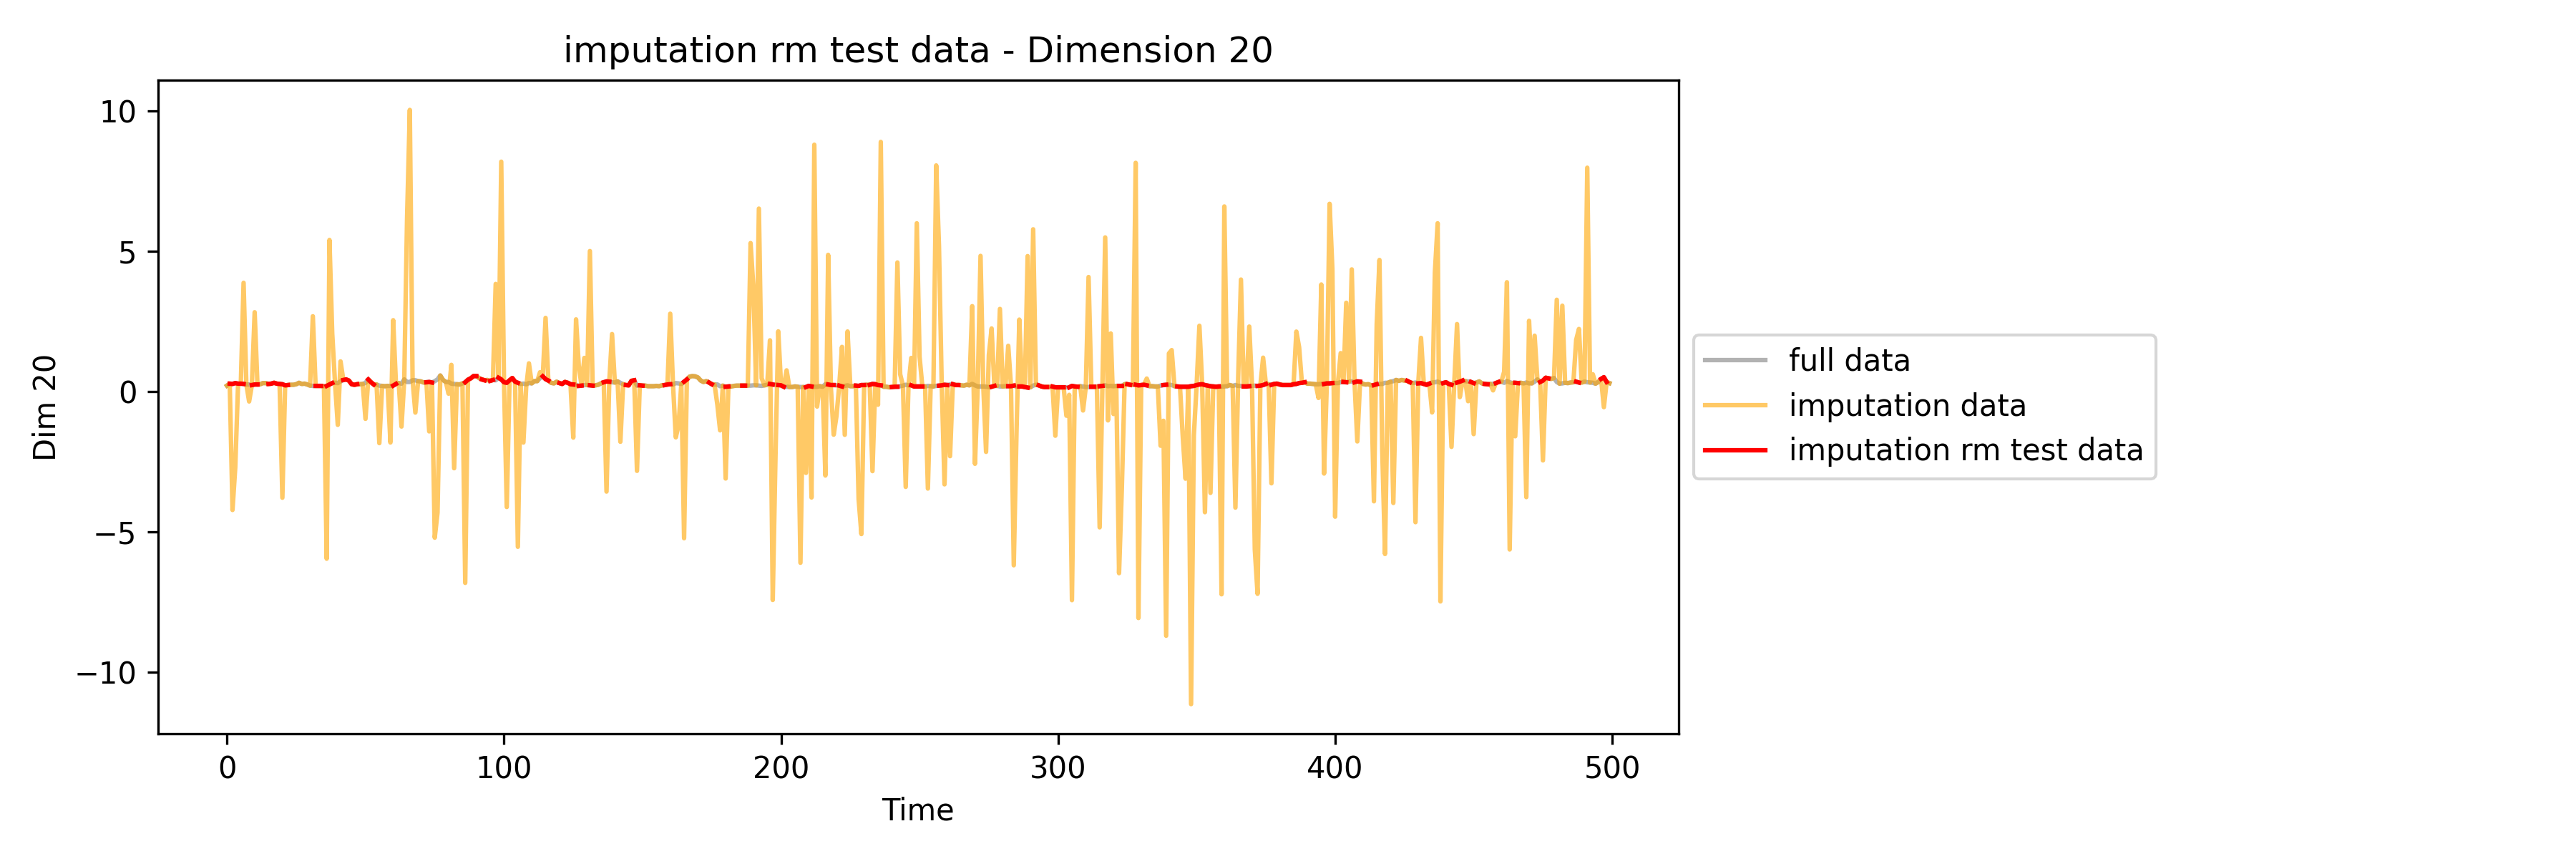 imputation rm test data - Dimension 20
10
5
0
−5
−10
Dim 20
0 100 200 300 400 500
Time
full data
imputation data
imputation rm test data